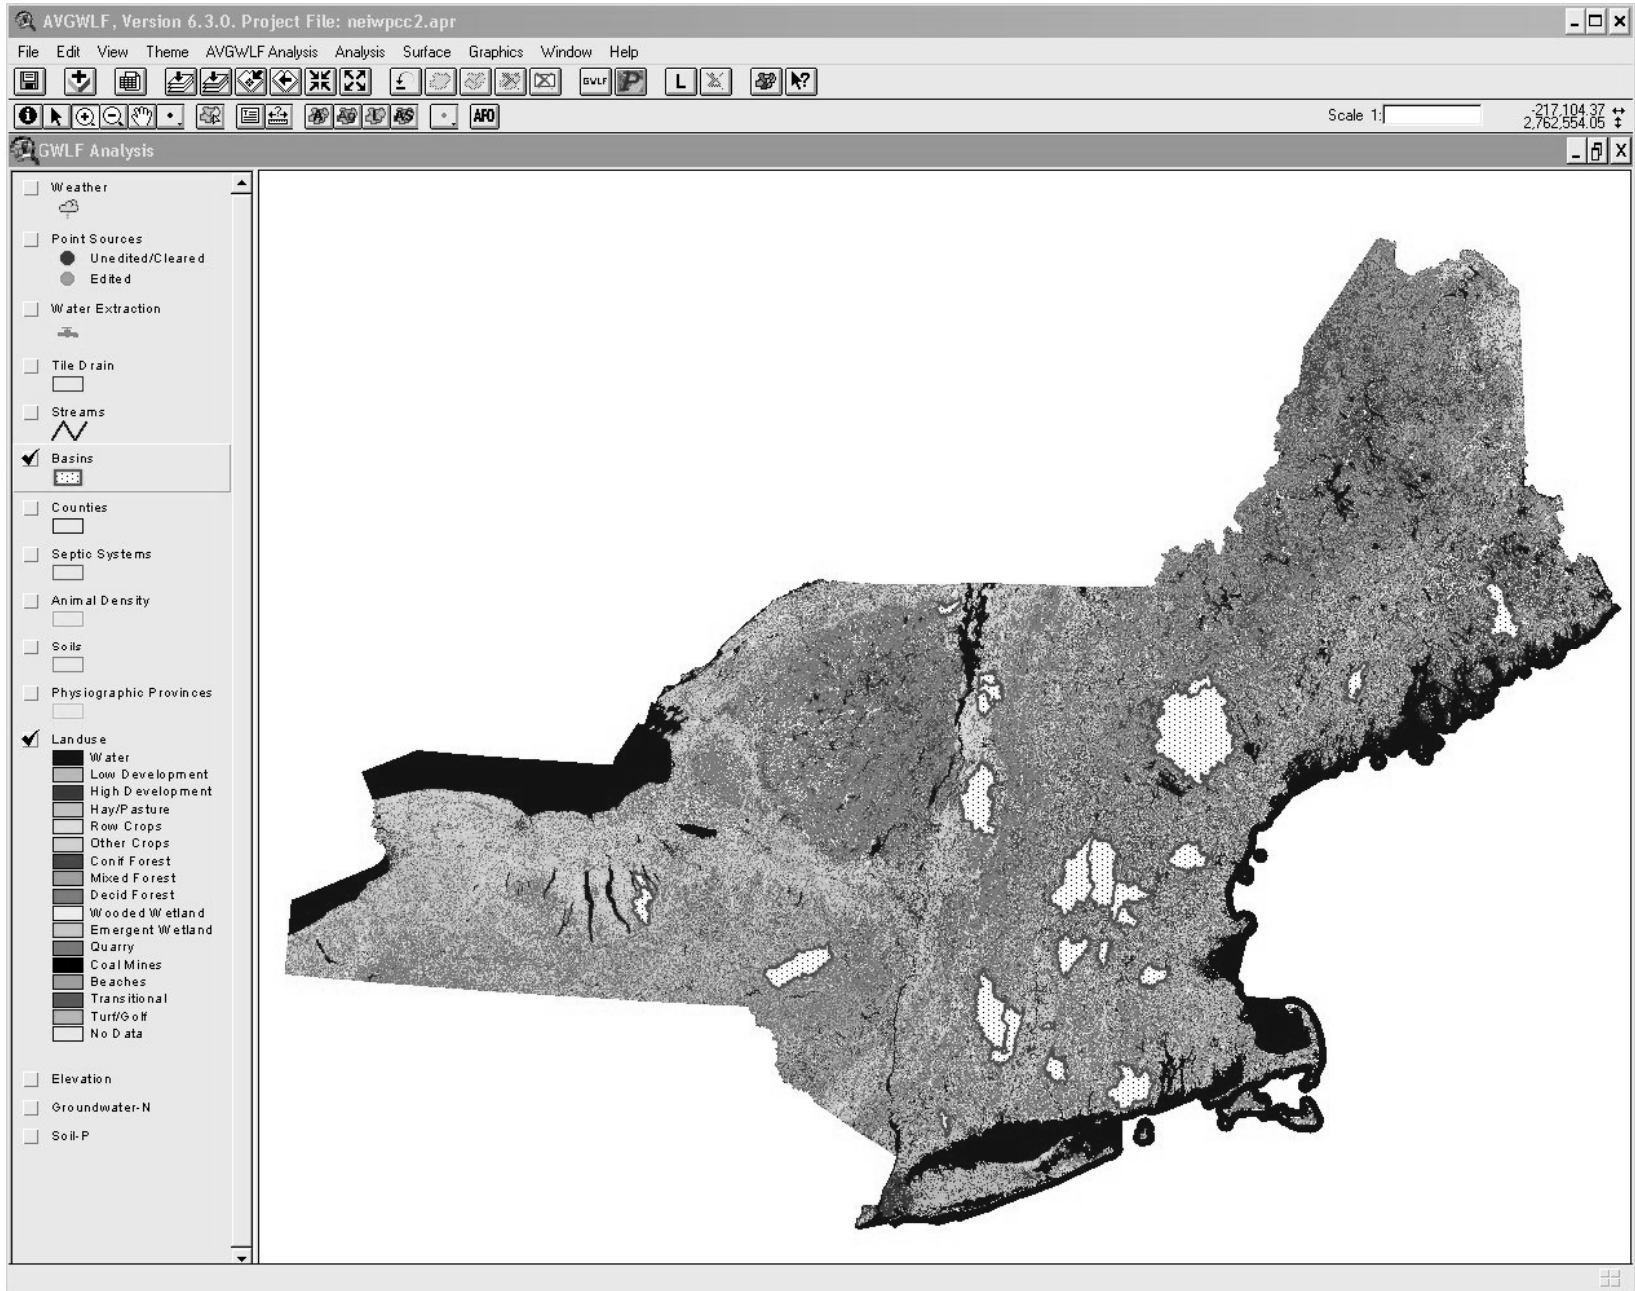 AVGWLF, Version 6.3.0. Project File: neiwpcc2.apr
File Edit View Theme AVGWLF Analysis Analysis Surface Graphics Window Help
GWLF P L
AFO Scale 1: -217,104.37
2,762,554.05
GWLF Analysis
Weather
Point Sources
Unedited/Cleared
Edited
Water Extraction
Tile Drain
Streams
Basins
Counties
Septic Systems
Animal Density
Soils
Physiographic Provinces
Landuse
Water
Low Development
High Development
Hay/Pasture
Row Crops
Other Crops
Conif Forest
Mixed Forest
Decid Forest
Wooded Wetland
Emergent Wetland
Quarry
Coal Mines
Beaches
Transitional
Turf/Golf
No Data
Elevation
Groundwater-N
Soil-P